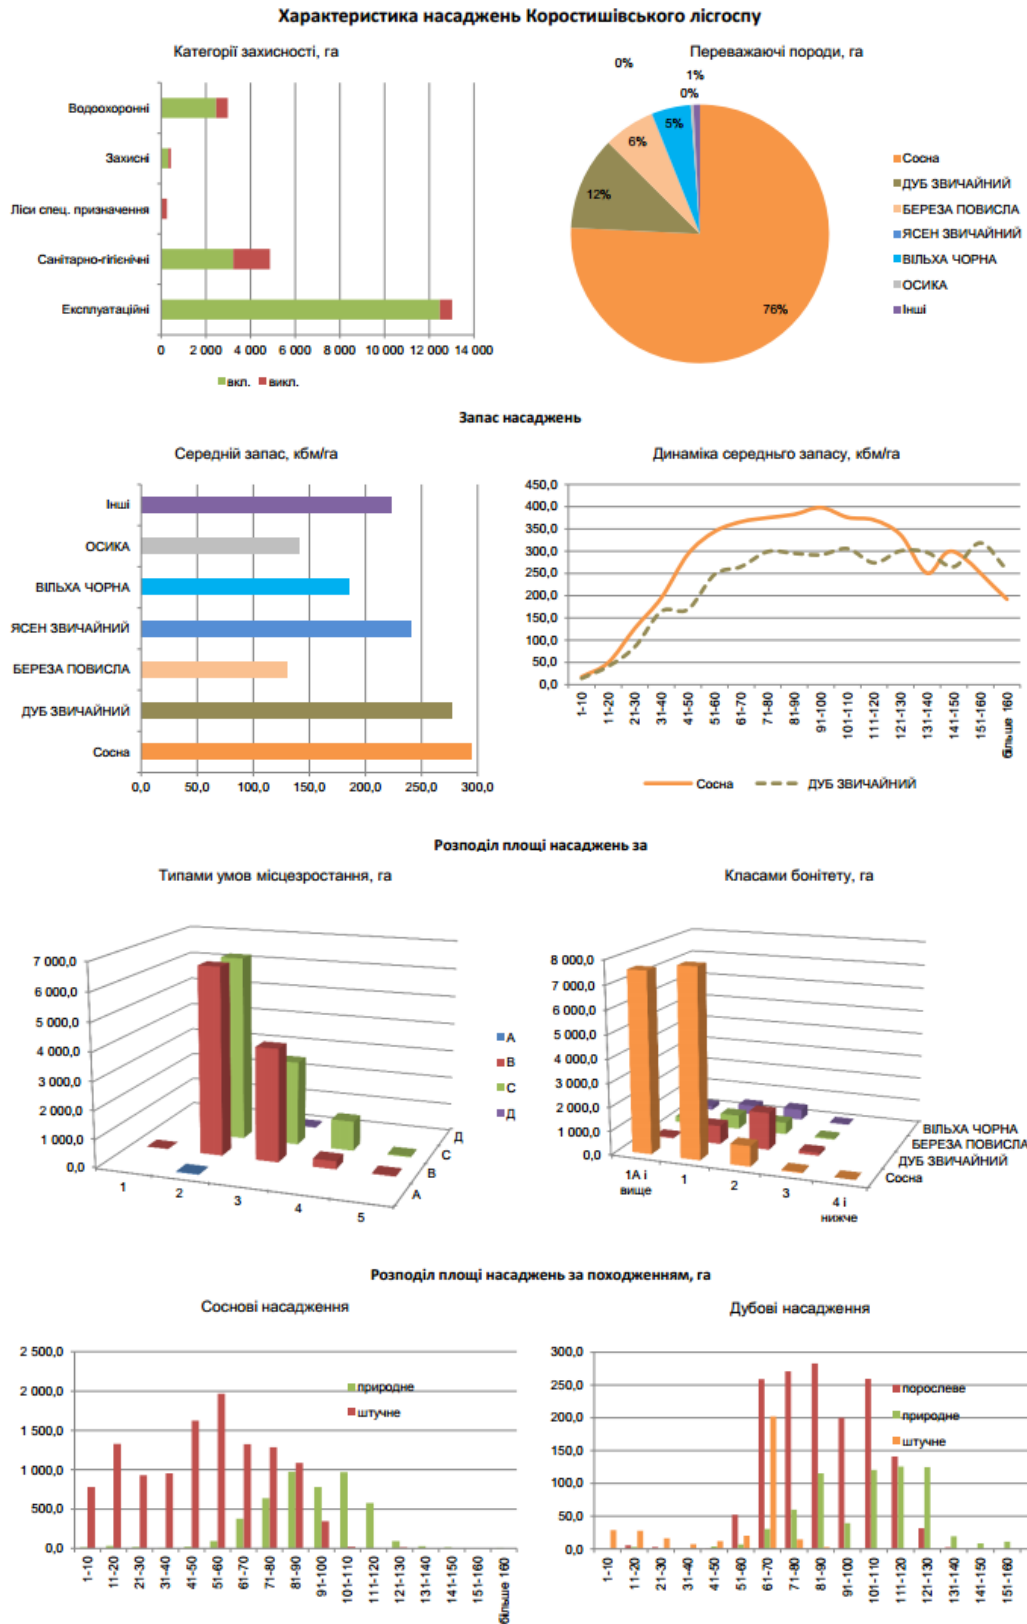 Характеристика насаджень Коростишівського лісгоспу
Категорії захисності, га
Водоохоронні
Захисні
Ліси спец. призначення
Санітарно-гігієнічні
Експлуатаційні
0 2 000 4 000 6 000 8 000 10 000 12 000 14 000
вкл. викл.
Переважаючі породи, га
0%
1%
0%
5%
6%
12%
76%
Сосна
ДУБ ЗВИЧАЙНИЙ
БЕРЕЗА ПОВИСЛА
ЯСЕН ЗВИЧАЙНИЙ
ВІЛЬХА ЧОРНА
ОСИКА
Інші
Запас насаджень
Середній запас, кбм/га
Інші
ОСИКА
ВІЛЬХА ЧОРНА
ЯСЕН ЗВИЧАЙНИЙ
БЕРЕЗА ПОВИСЛА
ДУБ ЗВИЧАЙНИЙ
Сосна
0,0 50,0 100,0 150,0 200,0 250,0 300,0
Динаміка середнього запасу, кбм/га
450,0
400,0
350,0
300,0
250,0
200,0
150,0
100,0
50,0
0,0
1-10 11-20 21-30 31-40 41-50 51-60 61-70 71-80 81-90 91-100 101-110 111-120 121-130 131-140 141-150 151-160 більше 160
Сосна ДУБ ЗВИЧАЙНИЙ
Розподіл площі насаджень за
Типами умов місцезростання, га
7 000,0
6 000,0
5 000,0
4 000,0
3 000,0
2 000,0
1 000,0
0,0
1 2 3 4 5
Д
С
В
А
А
В
С
Д
Класами бонітету, га
8 000,0
7 000,0
6 000,0
5 000,0
4 000,0
3 000,0
2 000,0
1 000,0
0,0
1А і вище
1
2
3
4 і нижче
ВІЛЬХА ЧОРНА
БЕРЕЗА ПОВИСЛА
ДУБ ЗВИЧАЙНИЙ
Сосна
Розподіл площі насаджень за походженням, га
Соснові насадження
2 500,0
2 000,0
1 500,0
1 000,0
500,0
0,0
природне
штучне
1-10 11-20 21-30 31-40 41-50 51-60 61-70 71-80 81-90 91-100 101-110 111-120 121-130 131-140 141-150 151-160 більше 160
Дубові насадження
300,0
250,0
200,0
150,0
100,0
50,0
0,0
порослеве
природне
штучне
1-10 11-20 21-30 31-40 41-50 51-60 61-70 71-80 81-90 91-100 101-110 111-120 121-130 131-140 141-150 151-160